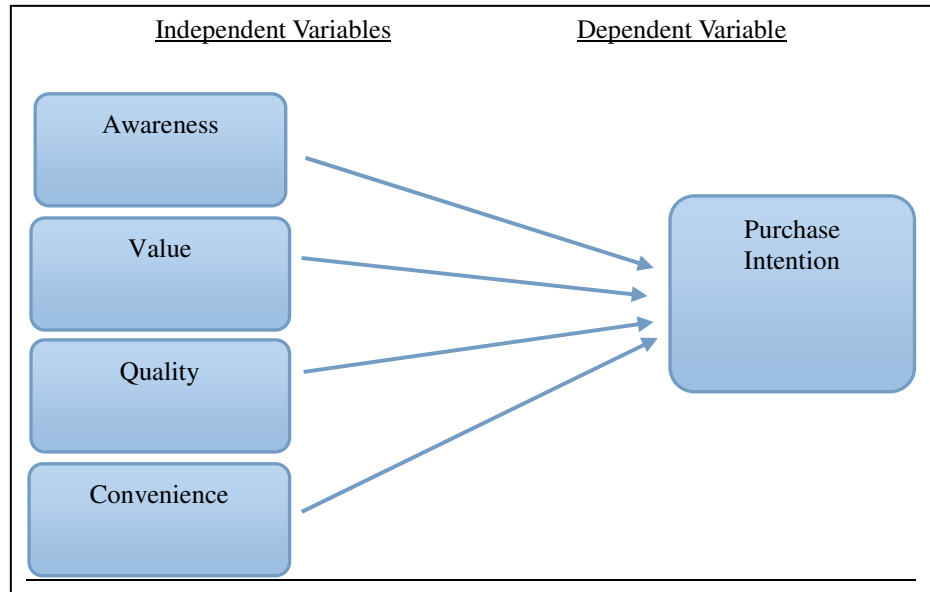 Independent Variables
Dependent Variable
Awareness
Value
Quality
Convenience
Purchase
Intention